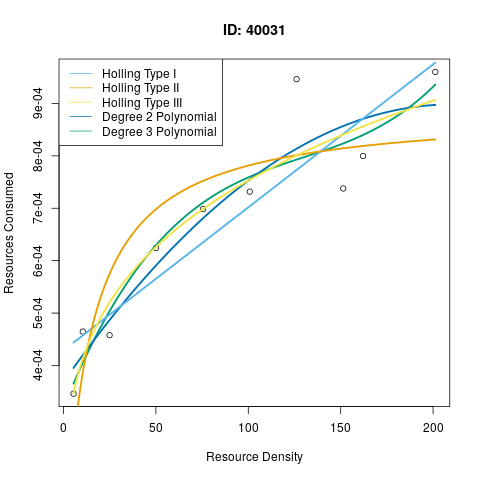 ID: 40031
Holling Type I
Holling Type II
Holling Type III
Degree 2 Polynomial
Degree 3 Polynomial
Resources Consumed
9e-04
8e-04
7e-04
6e-04
5e-04
4e-04
0 50 100 150 200
Resource Density